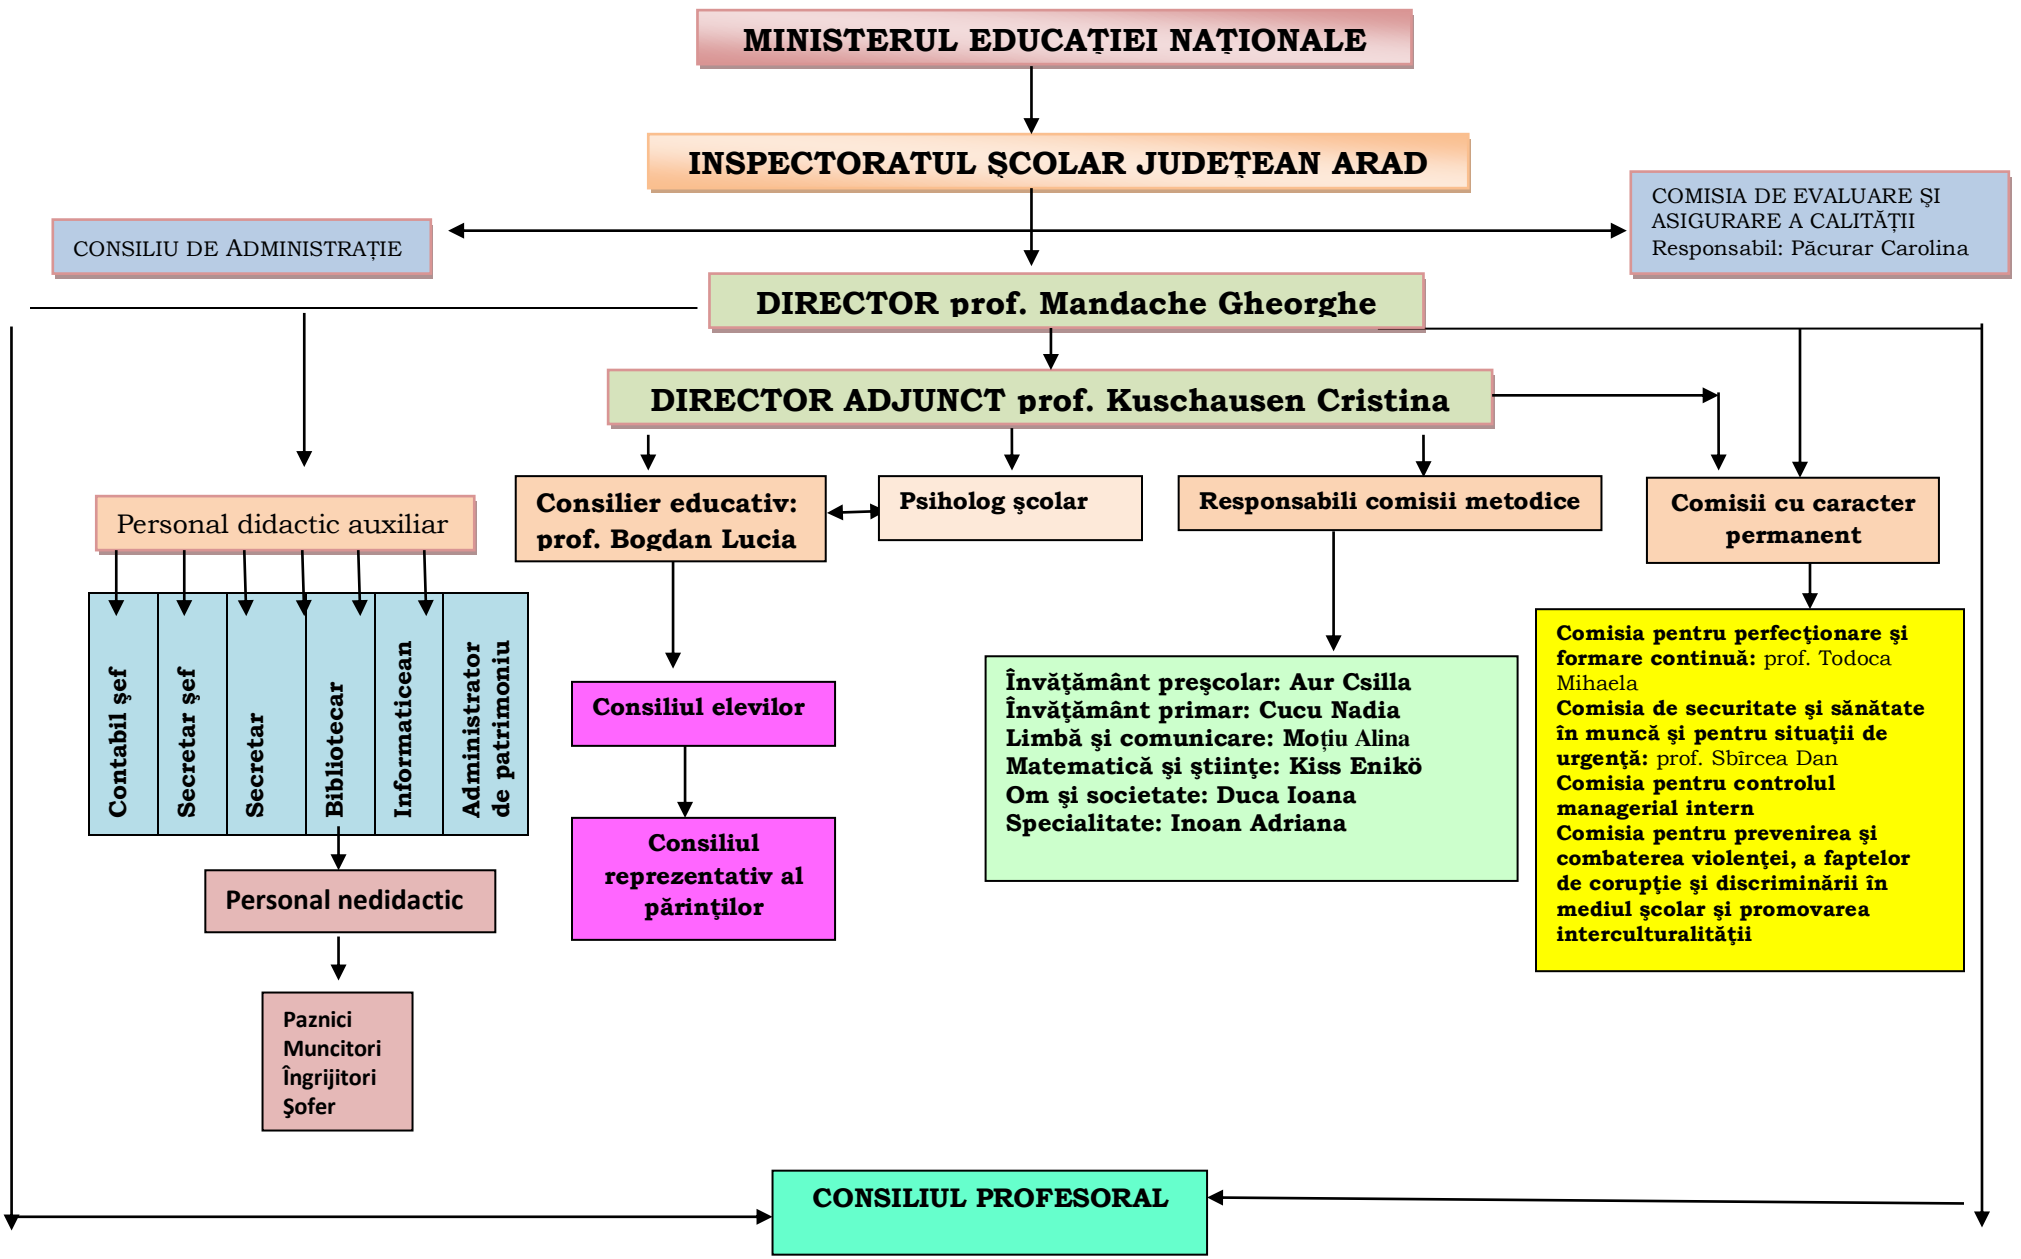 MINISTERUL EDUCAŢIEI NAŢIONALE
INSPECTORATUL ŞCOLAR JUDEŢEAN ARAD
CONSILIU DE ADMINISTRAȚIE
COMISIA DE EVALUARE ŞI
ASIGURARE A CALITĂŢII
Responsabil: Păcurar Carolina
DIRECTOR prof. Mandache Gheorghe
DIRECTOR ADJUNCT prof. Kuschausen Cristina
Personal didactic auxiliar
Consilier educativ:
prof. Bogdan Lucia
Psiholog şcolar
Responsabili comisii metodice
Comisii cu caracter
permanent
Contabil şef
Secretar şef
Secretar
Bibliotecar
Informaticean
Administrator
de patrimoniu
Consiliul elevilor
Consiliul
reprezentativ al
părinţilor
Învăţământ preşcolar: Aur Csilla
Învăţământ primar: Cucu Nadia
Limbă şi comunicare: Moţiu Alina
Matematică şi ştiinţe: Kiss Enikö
Om şi societate: Duca Ioana
Specialitate: Inoan Adriana
Comisia pentru perfecţionare şi
formare continuă: prof. Todoca
Mihaela
Comisia de securitate şi sănătate
în muncă şi pentru situaţii de
urgenţă: prof. Sbîrcea Dan
Comisia pentru controlul
managerial intern
Comisia pentru prevenirea şi
combaterea violenţei, a faptelor
de corupţie şi discriminării în
mediul şcolar şi promovarea
interculturalităţii
Personal nedidactic
Paznici
Muncitori
Îngrijitori
Şofer
CONSILIUL PROFESORAL